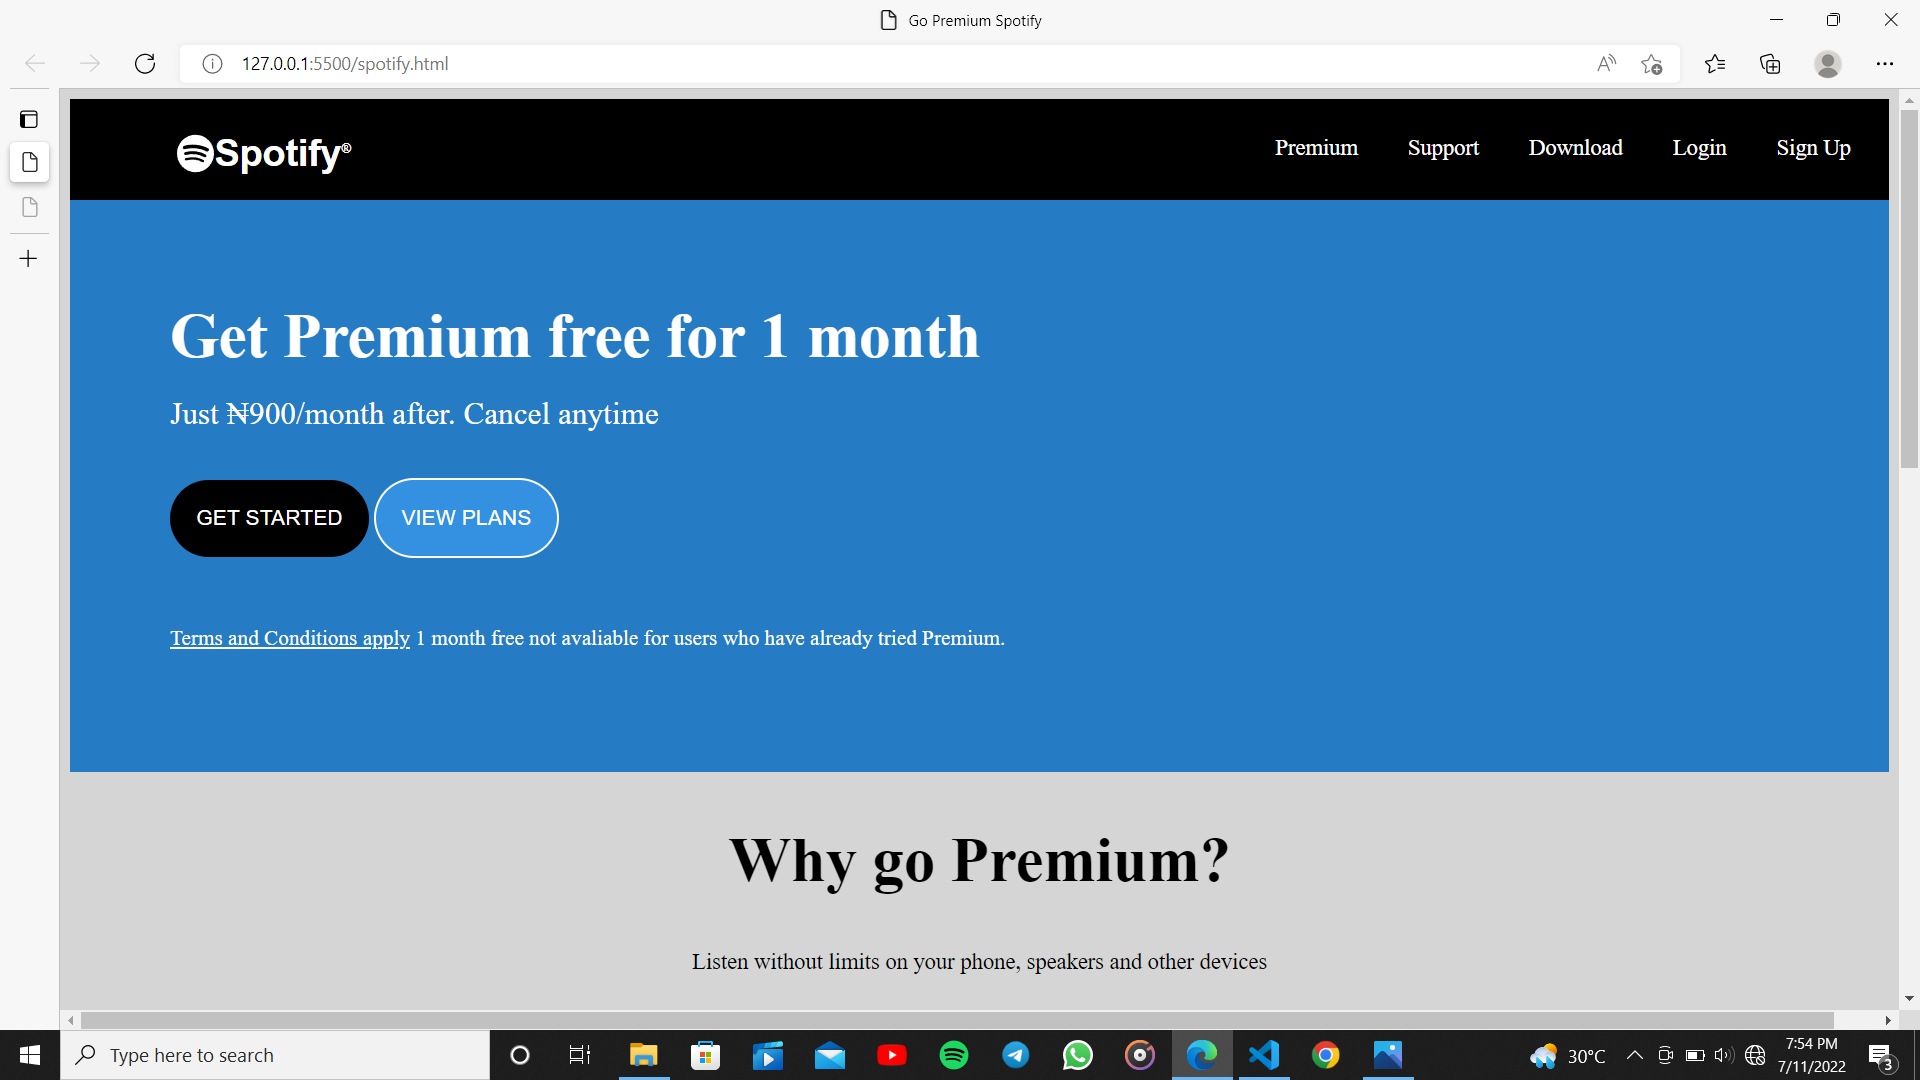 Go Premium Spotify
127.0.0.1:5500/spotify.html
Spotify®
Premium Support Download Login Sign Up
Get Premium free for 1 month
Just ₦900/month after. Cancel anytime
GET STARTED VIEW PLANS
Terms and Conditions apply 1 month free not avaliable for users who have already tried Premium.
Why go Premium?
Listen without limits on your phone, speakers and other devices
Type here to search
30°C
7:54 PM
7/11/2022
3